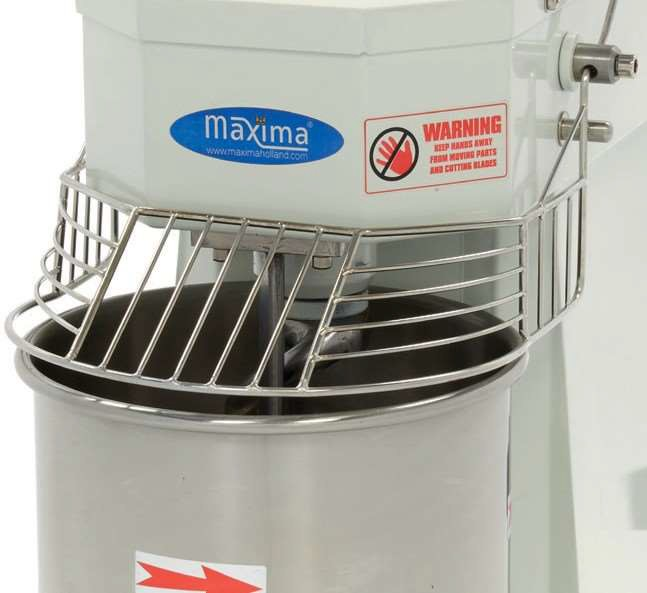 maxima®
www.maximaholland.com
WARNING
KEEP HANDS AWAY
FROM MOVING PARTS
AND CUTTING BLADES